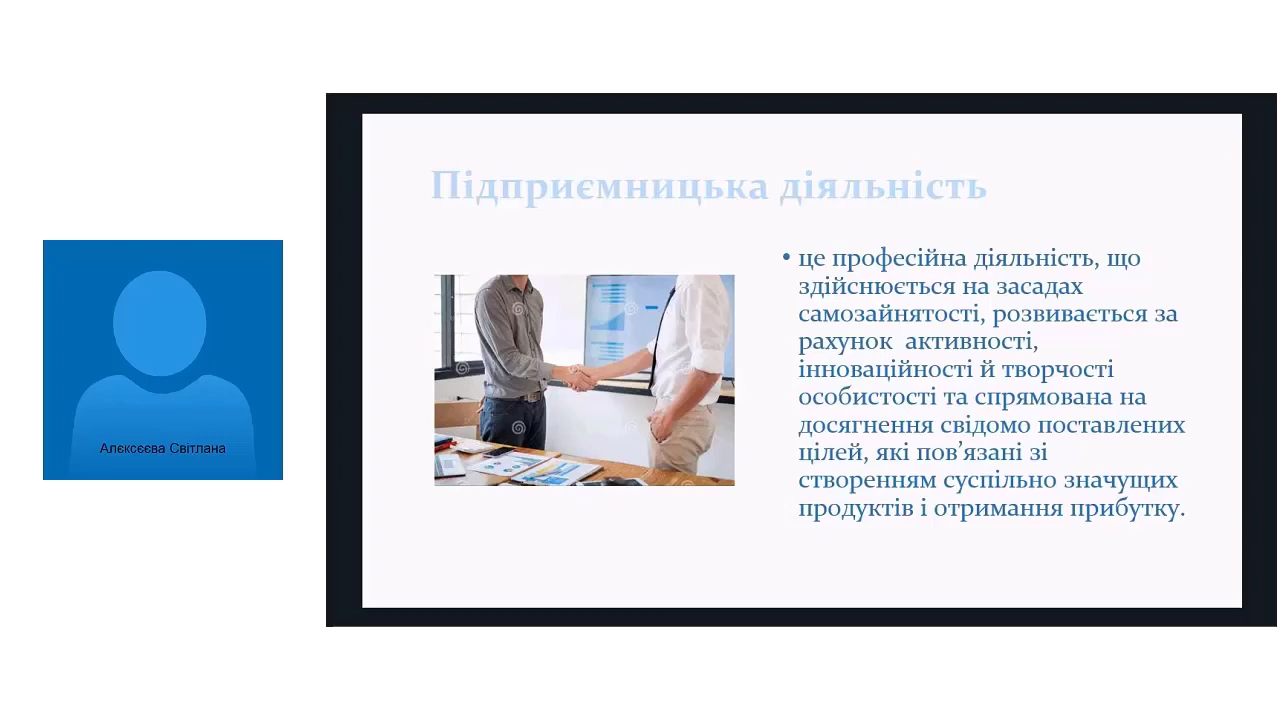 Підприємницька діяльність
• це професійна діяльність, що
здійснюється на засадах
самозайнятості, розвивається за
рахунок активності,
інноваційності й творчості
особистості та спрямована на
досягнення свідомо поставлених
цілей, які пов’язані зі
створенням суспільно значущих
продуктів і отримання прибутку.
Алєксєєва Світлана